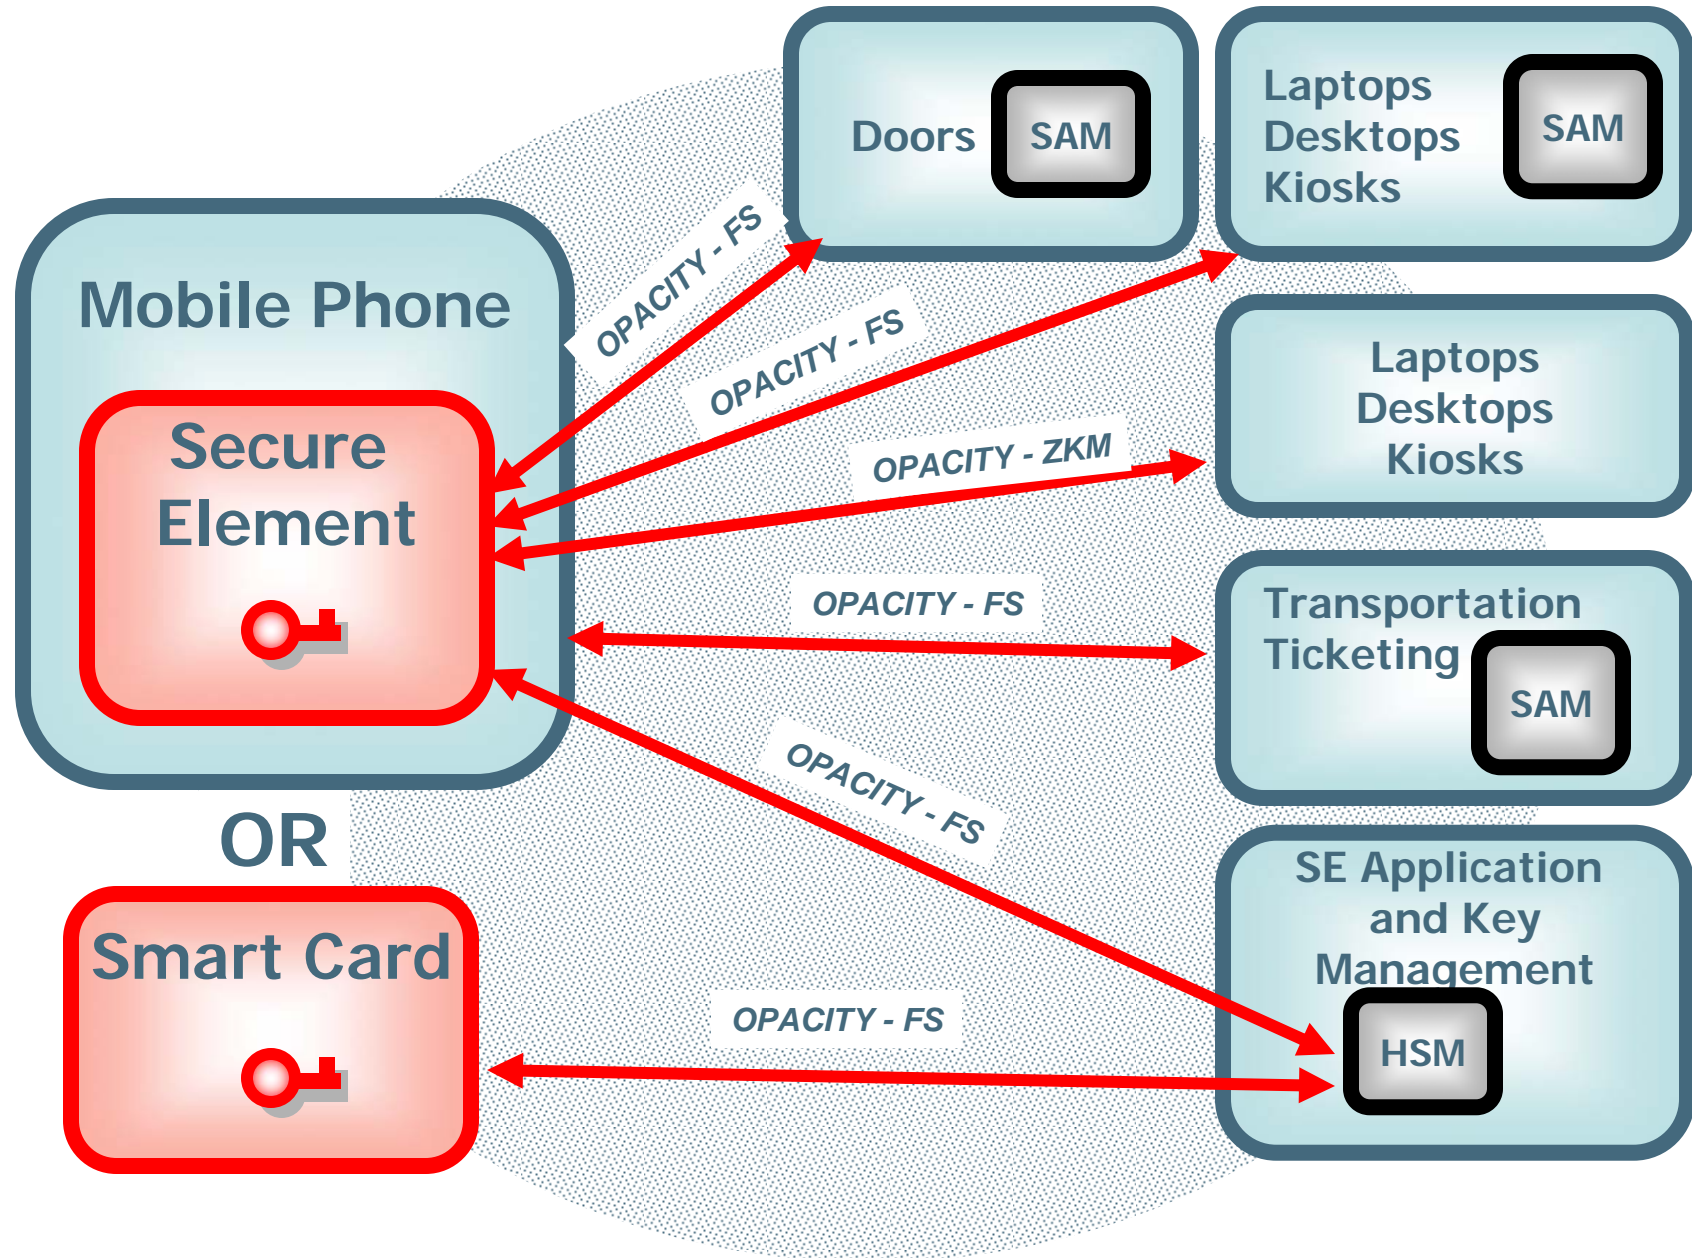 Doors
SAM
Laptops
Desktops
Kiosks
SAM
Mobile Phone
Secure
Element
OPACITY - FS
OPACITY - FS
OPACITY - ZKM
OPACITY - FS
OPACITY - FS
OPACITY - FS
Laptops
Desktops
Kiosks
Transportation
Ticketing
SAM
OR
Smart Card
SE Application
and Key
Management
HSM